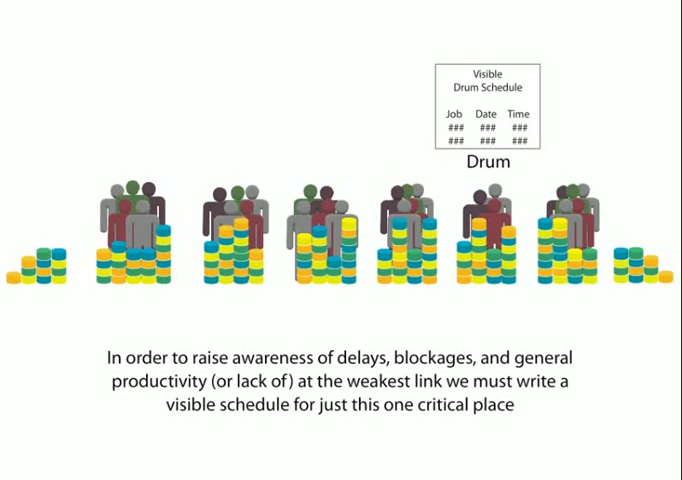 Visible
Drum Schedule
Job Date Time
### ### ###
### ### ###
Drum
In order to raise awareness of delays, blockages, and general
productivity (or lack of) at the weakest link we must write a
visible schedule for just this one critical place